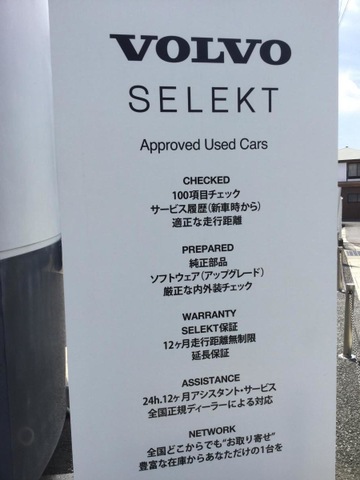 VOLVO
SELEKT
Approved Used Cars
CHECKED
100項目チェック
サービス履歴(新車時から)
適正な走行距離
PREPARED
純正部品
ソフトウェア(アップグレード)
厳正な内外装チェック
WARRANTY
SELEKT保証
12ヶ月走行距離無制限
延長保証
ASSISTANCE
24h.12ヶ月アシスタント・サービス
全国正規ディーラーによる対応
NETWORK
全国どこからでも"お取り寄せ"
豊富な在庫からあなただけの1台を